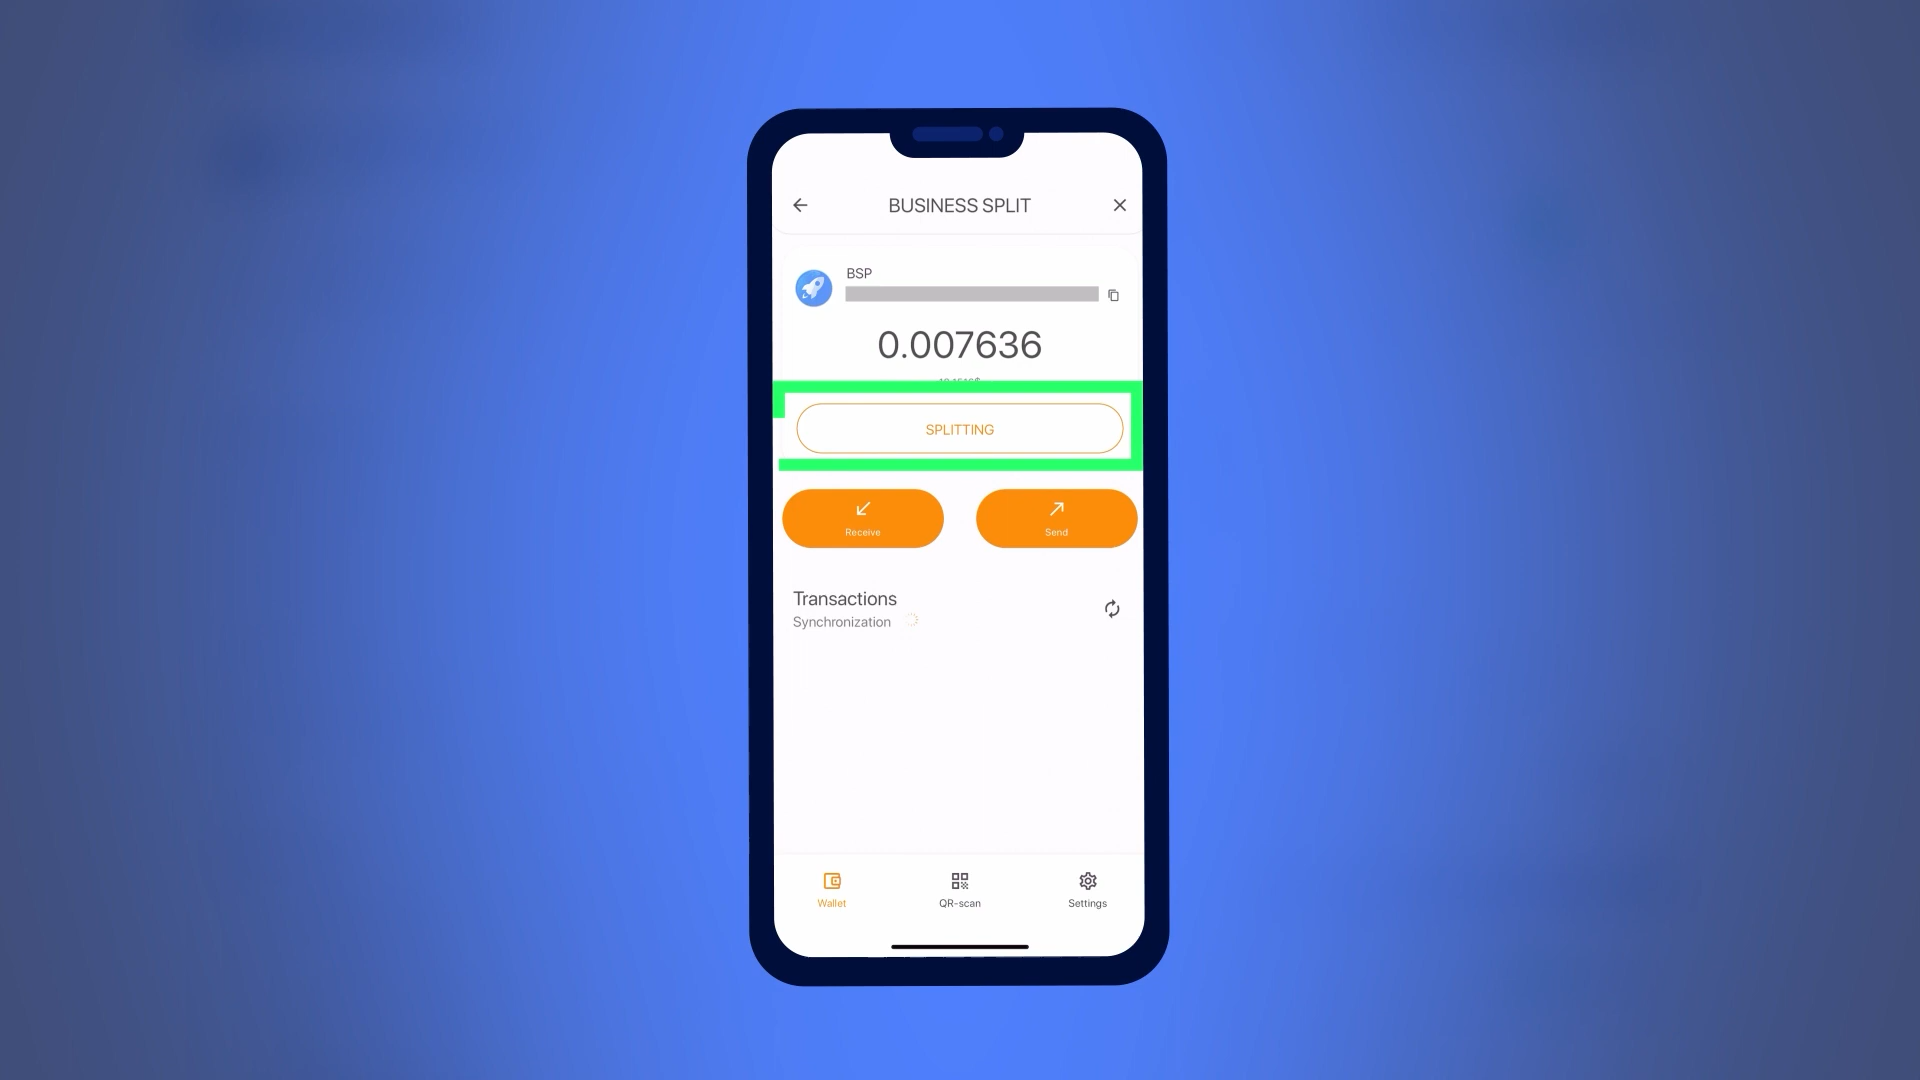 BUSINESS SPLIT
BSP
0.007636
SPLITTING
Receive
Send
Transactions
Synchronization
Wallet
QR-scan
Settings